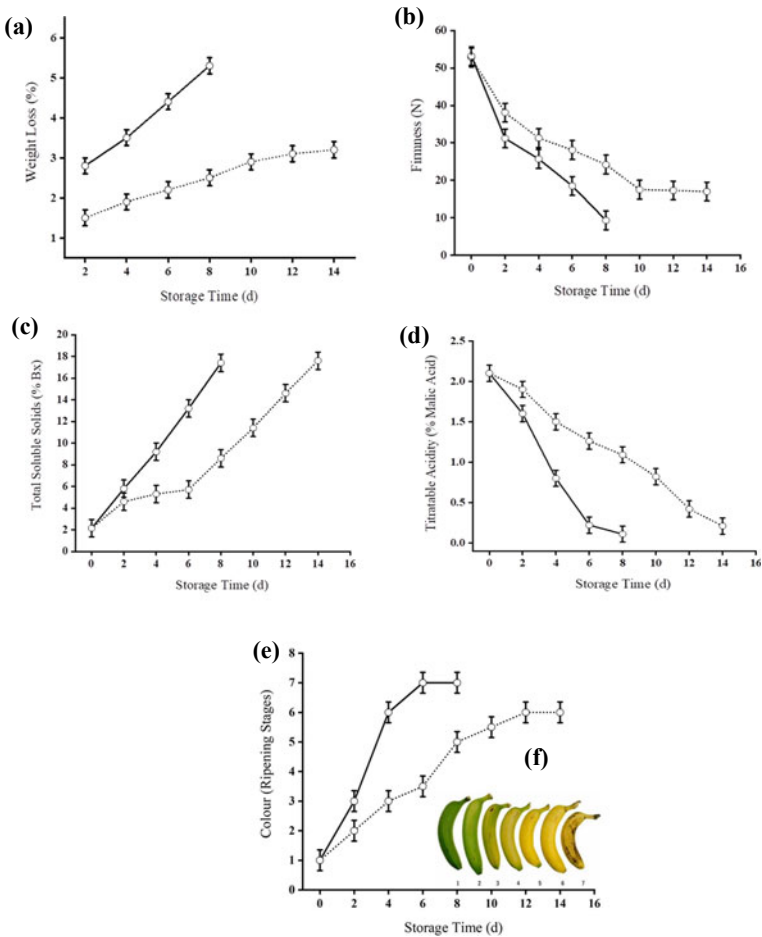 (a)
6
5
4
3
2
1
Weight Loss (%)
2 4 6 8 10 12 14
Storage Time (d)
(b)
60
50
40
30
20
10
0
Firmness (N)
0 2 4 6 8 10 12 14 16
Storage Time (d)
(c)
20
18
16
14
12
10
8
6
4
2
0
Total Soluble Solids (% Bx)
0 2 4 6 8 10 12 14 16
Storage Time (d)
(d)
2.5
2.0
1.5
1.0
0.5
0.0
Titratable Acidity (% Malic Acid)
0 2 4 6 8 10 12 14 16
Storage Time (d)
(e)
8
7
6
5
4
3
2
1
0
Colour (Ripening Stages)
(f)
1 2 3 4 5 6 7
0 2 4 6 8 10 12 14 16
Storage Time (d)